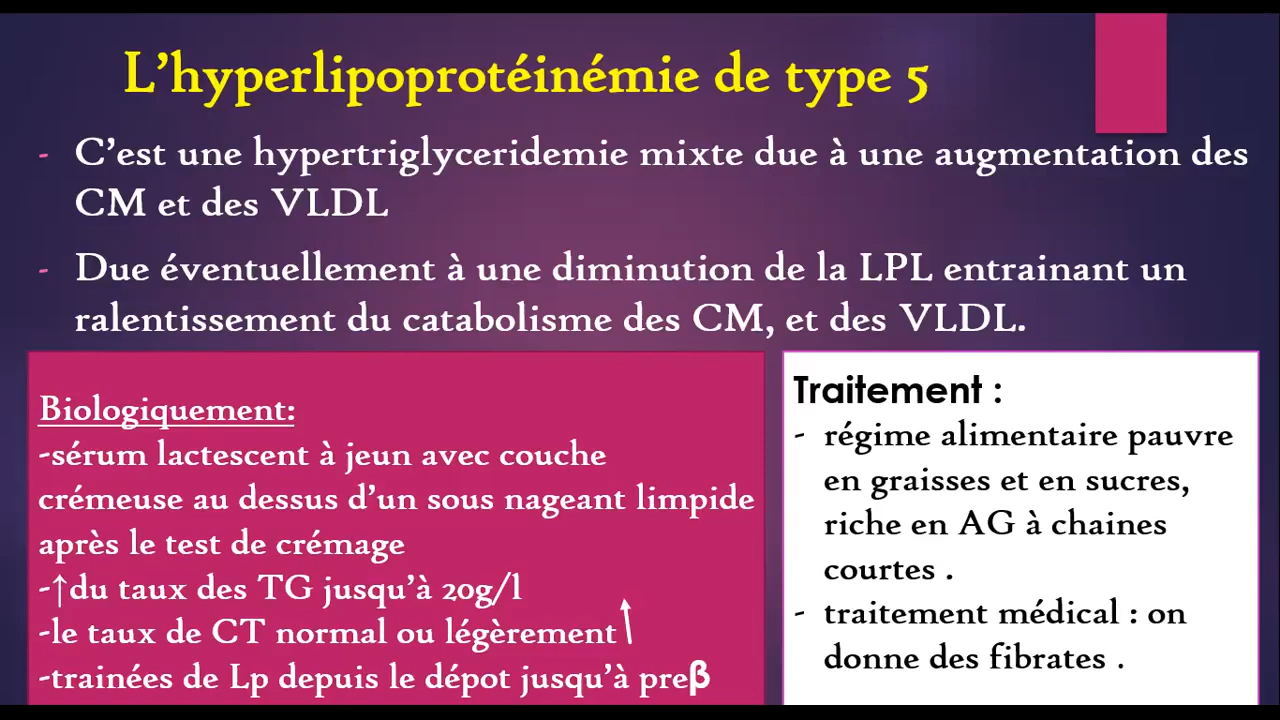 L'hyperlipoprotéinémie de type 5
- C'est une hypertriglyceridemie mixte due à une augmentation des
CM et des VLDL
- Due éventuellement à une diminution de la LPL entrainant un
ralentissement du catabolisme des CM, et des VLDL.
Biologiquement:
-sérum lactescent à jeun avec couche
crémeuse au dessus d'un sous nageant limpide
après le test de crémage
-↑du taux des TG jusqu'à 20g/l
-le taux de CT normal ou légèrement ↑
-trainées de Lp depuis le dépot jusqu'à preβ
Traitement :
- régime alimentaire pauvre
en graisses et en sucres,
riche en AG à chaines
courtes .
- traitement médical : on
donne des fibrates .